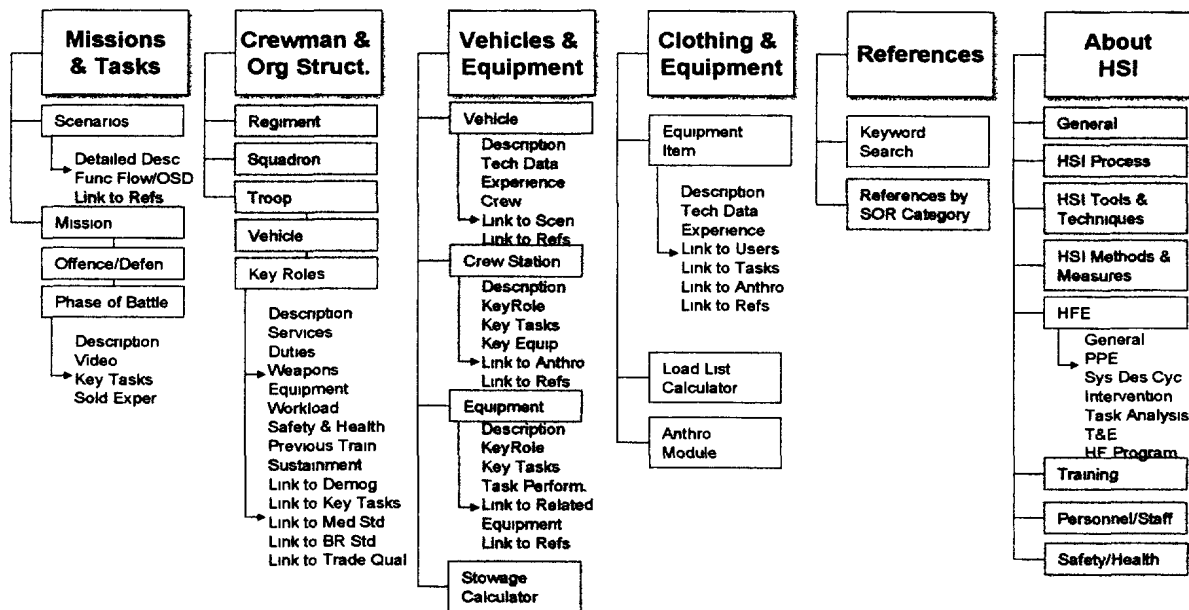 Missions
& Tasks
Scenarios
Detailed Desc
Func Flow/OSD
Link to Refs
Mission
Offence/Defen
Phase of Battle
Description
Video
Key Tasks
Sold Exper
Crewman &
Org Struct.
Regiment
Squadron
Troop
Vehicle
Key Roles
Description
Services
Duties
Weapons
Equipment
Workload
Safety & Health
Previous Train
Sustainment
Link to Demog
Link to Key Tasks
Link to Med Std
Link to BR Std
Link to Trade Qual
Vehicles &
Equipment
Vehicle
Description
Tech Data
Experience
Crew
Link to Scen
Link to Refs
Crew Station
Description
KeyRole
Key Tasks
Key Equip
Link to Anthro
Link to Refs
Equipment
Description
KeyRole
Key Tasks
Task Perform.
Link to Related
Equipment
Link to Refs
Stowage
Calculator
Clothing &
Equipment
Equipment
Item
Description
Tech Data
Experience
Link to Users
Link to Tasks
Link to Anthro
Link to Refs
Load List
Calculator
Anthro
Module
References
Keyword
Search
References by
SOR Category
About
HSI
General
HSI Process
HSI Tools &
Techniques
HSI Methods &
Measures
HFE
General
PPE
Sys Des Cyc
Intervention
Task Analysis
T&E
HF Program
Training
Personnel/Staff
Safety/Health